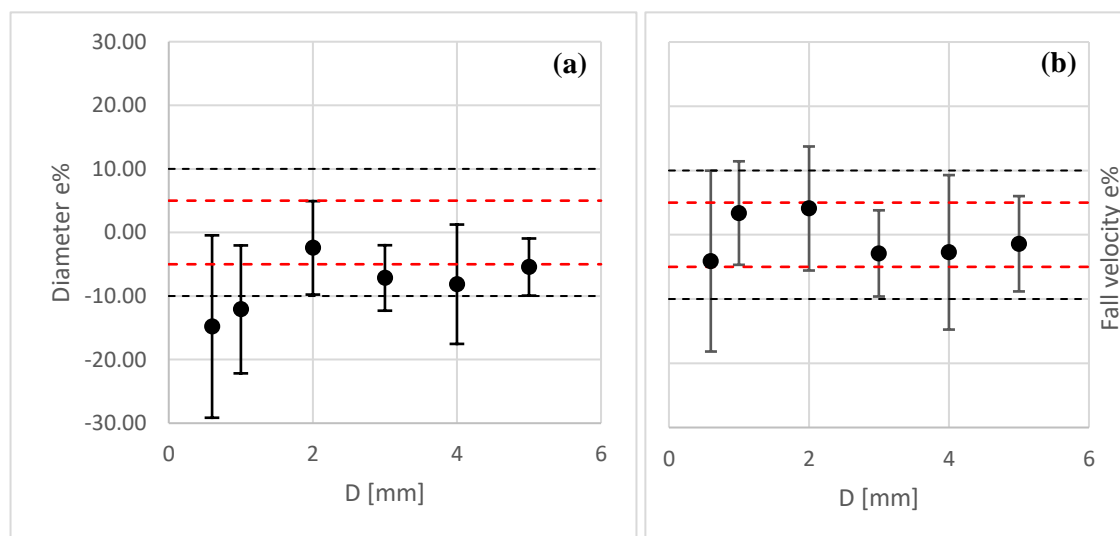 (a)
30.00
20.00
10.00
0.00
-10.00
-20.00
-30.00
Diameter e%
0 2 4 6
D [mm]
(b)
Fall velocity e%
0 2 4 6
D [mm]